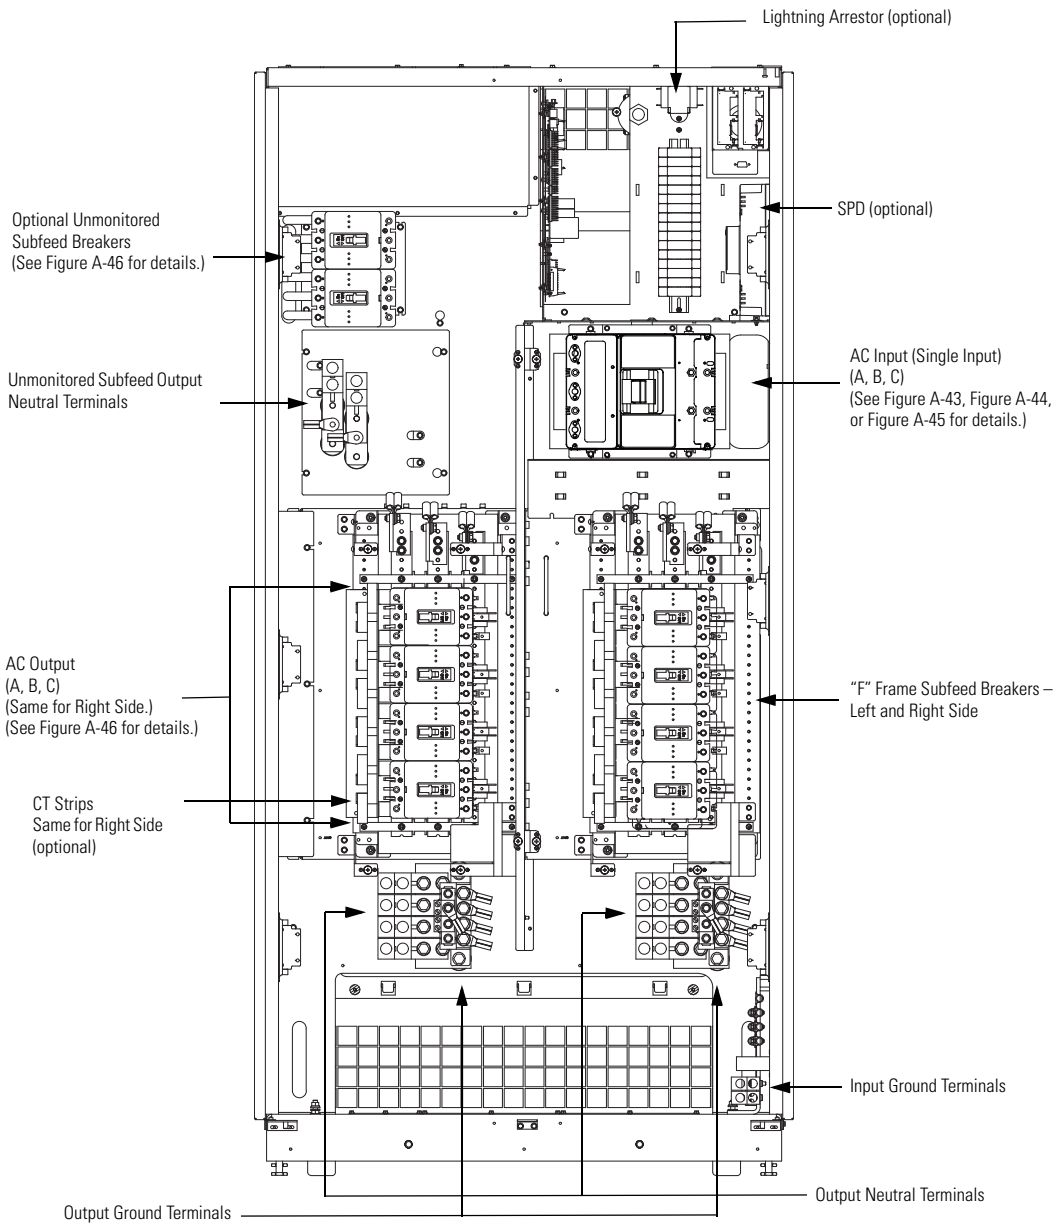 Lightning Arrestor (optional)
Optional Unmonitored
Subfeed Breakers
(See Figure A-46 for details.)
SPD (optional)
Unmonitored Subfeed Output
Neutral Terminals
AC Input (Single Input)
(A, B, C)
(See Figure A-43, Figure A-44,
or Figure A-45 for details.)
AC Output
(A, B, C)
(Same for Right Side.)
(See Figure A-46 for details.)
“F” Frame Subfeed Breakers –
Left and Right Side
CT Strips
Same for Right Side
(optional)
Input Ground Terminals
Output Neutral Terminals
Output Ground Terminals